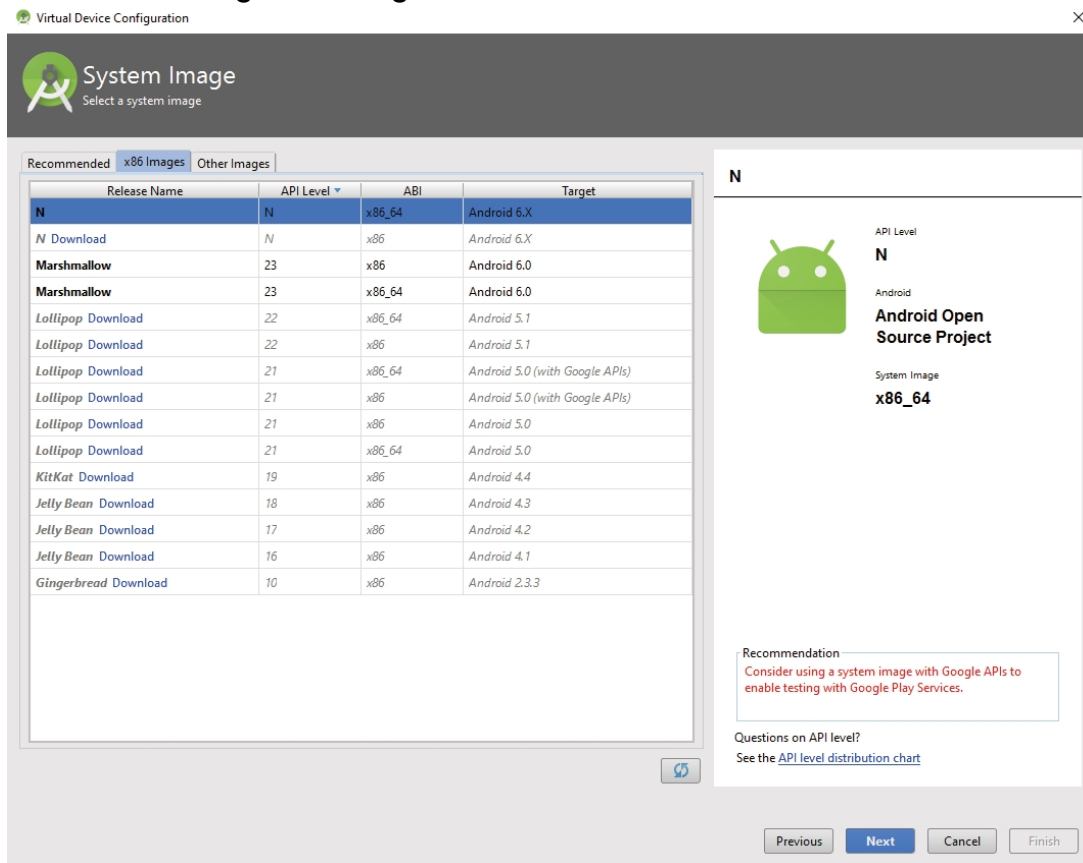 Virtual Device Configuration
System Image
Select a system image
Recommended x86 Images Other Images
Release Name API Level ABI Target
N N x86_64 Android 6.X
N Download N x86 Android 6.X
Marshmallow 23 x86 Android 6.0
Marshmallow 23 x86_64 Android 6.0
Lollipop Download 22 x86_64 Android 5.1
Lollipop Download 22 x86 Android 5.1
Lollipop Download 21 x86_64 Android 5.0 (with Google APIs)
Lollipop Download 21 x86 Android 5.0 (with Google APIs)
Lollipop Download 21 x86 Android 5.0
Lollipop Download 21 x86_64 Android 5.0
KitKat Download 19 x86 Android 4.4
Jelly Bean Download 18 x86 Android 4.3
Jelly Bean Download 17 x86 Android 4.2
Jelly Bean Download 16 x86 Android 4.1
Gingerbread Download 10 x86 Android 2.3.3
N
API Level
N
Android
Android Open
Source Project
System Image
x86_64
Recommendation
Consider using a system image with Google APIs to
enable testing with Google Play Services.
Questions on API level?
See the API level distribution chart
Previous Next Cancel Finish